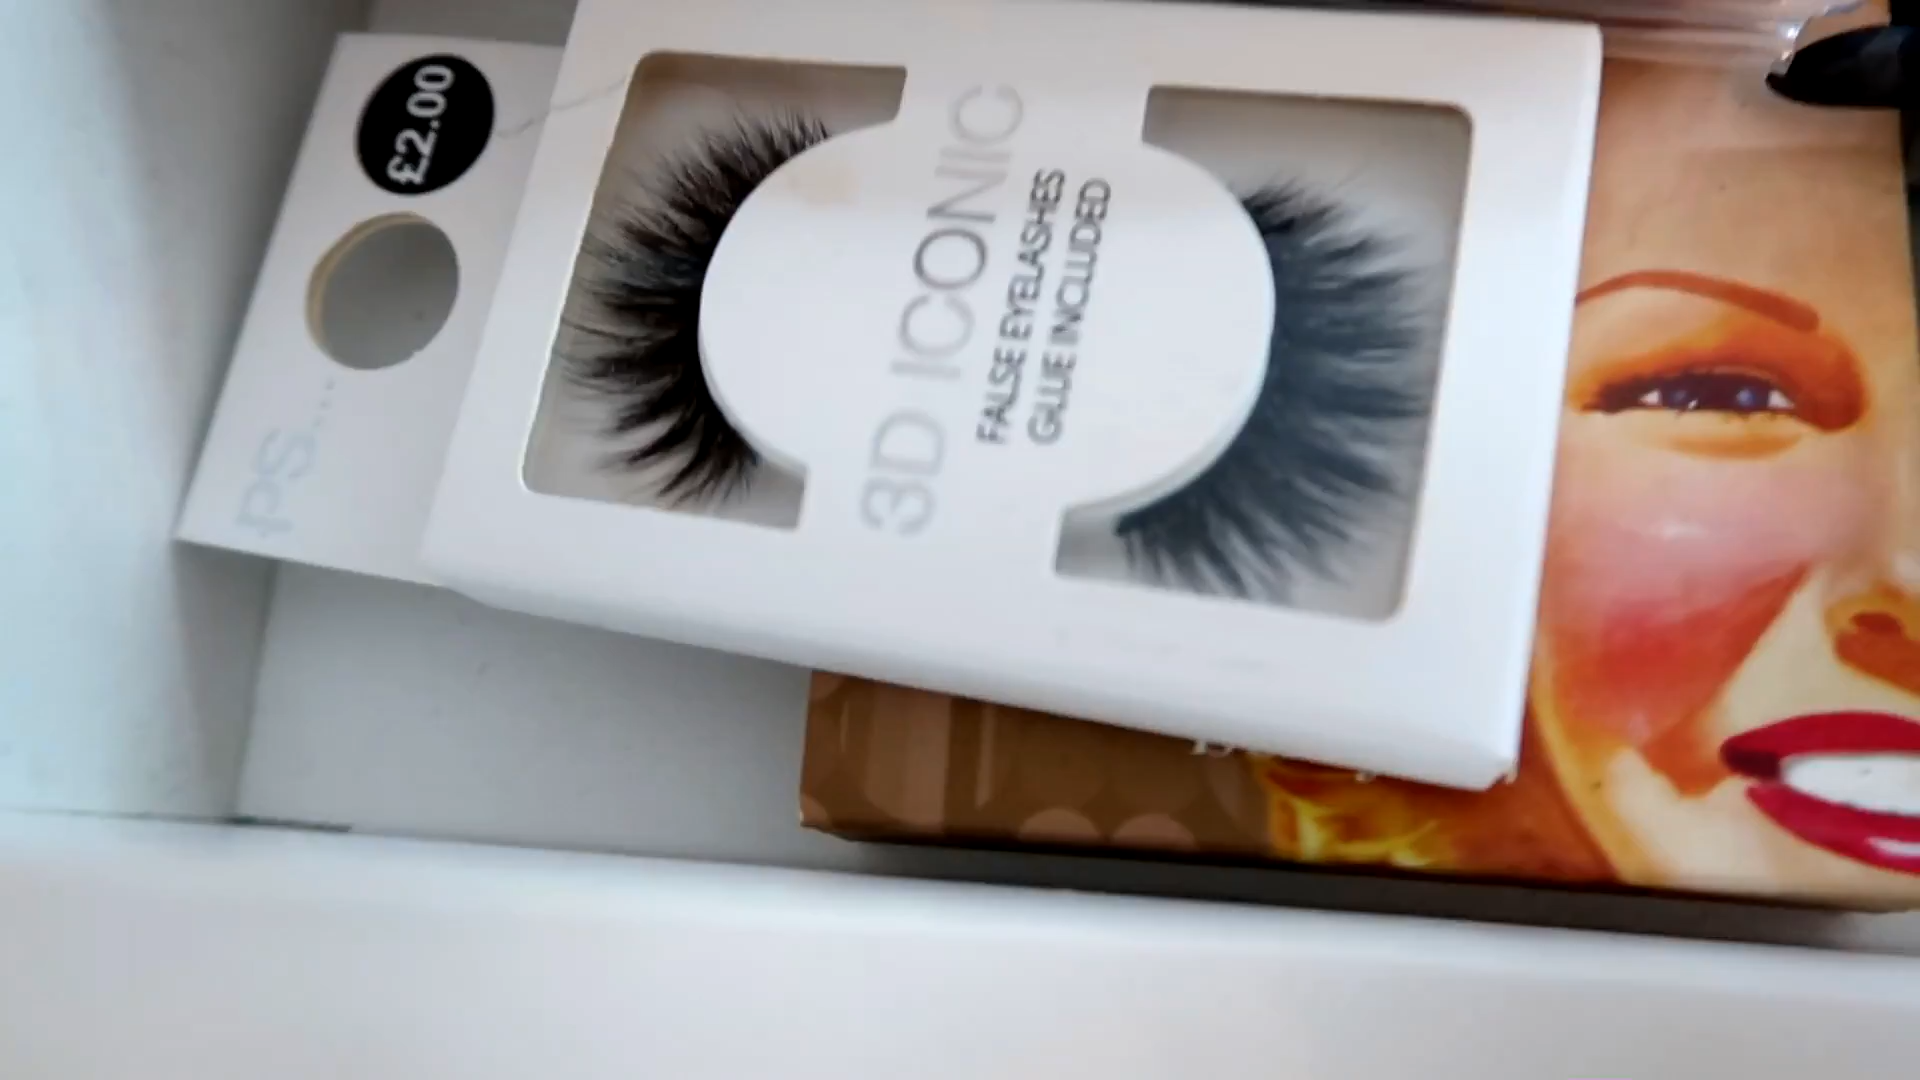 £2.00
ps...
3D ICONIC
FALSE EYELASHES
GLUE INCLUDED